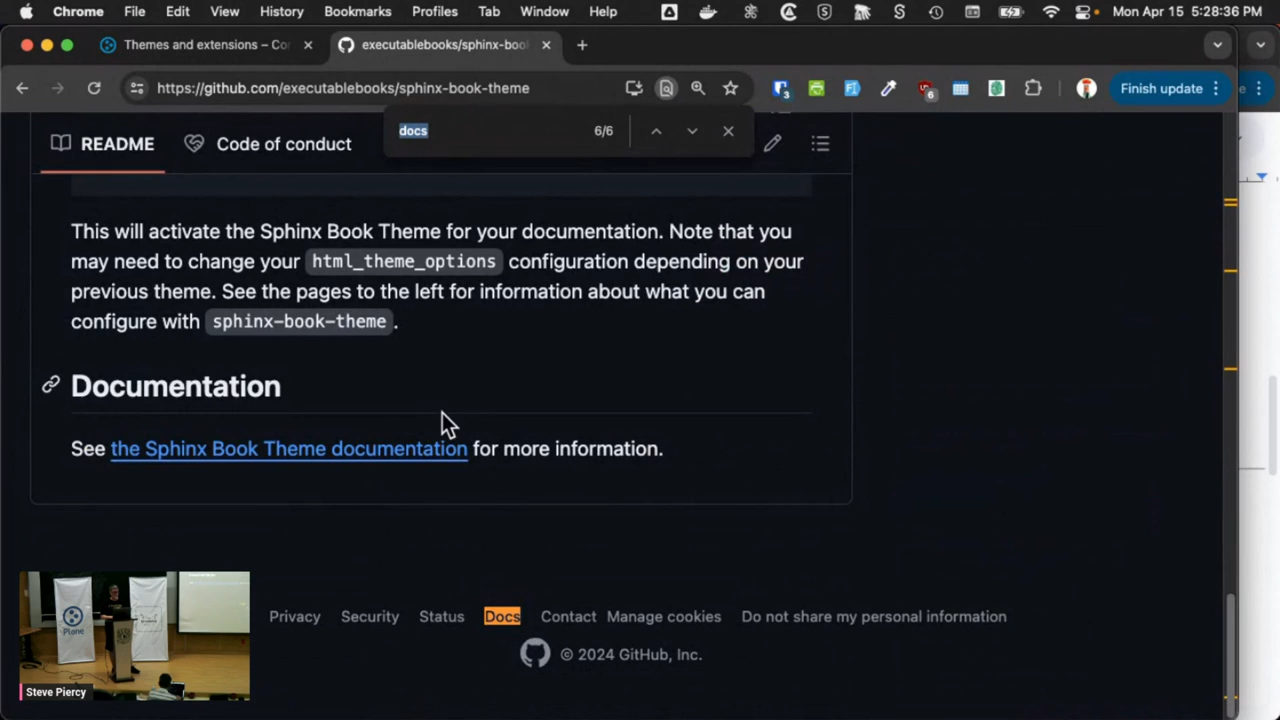 Chrome File Edit View History Bookmarks Profiles Tab Window Help Mon Apr 15 5:28:36 PM
Themes and extensions – Co
executablebooks/sphinx-boo
https://github.com/executablebooks/sphinx-book-theme
3
6
Finish update
docs
6/6
README
Code of conduct
This will activate the Sphinx Book Theme for your documentation. Note that you
may need to change your html_theme_options configuration depending on your
previous theme. See the pages to the left for information about what you can
configure with sphinx-book-theme.
Documentation
See the Sphinx Book Theme documentation for more information.
Plone
Steve Piercy
Privacy Security Status Docs Contact Manage cookies Do not share my personal information
© 2024 GitHub, Inc.